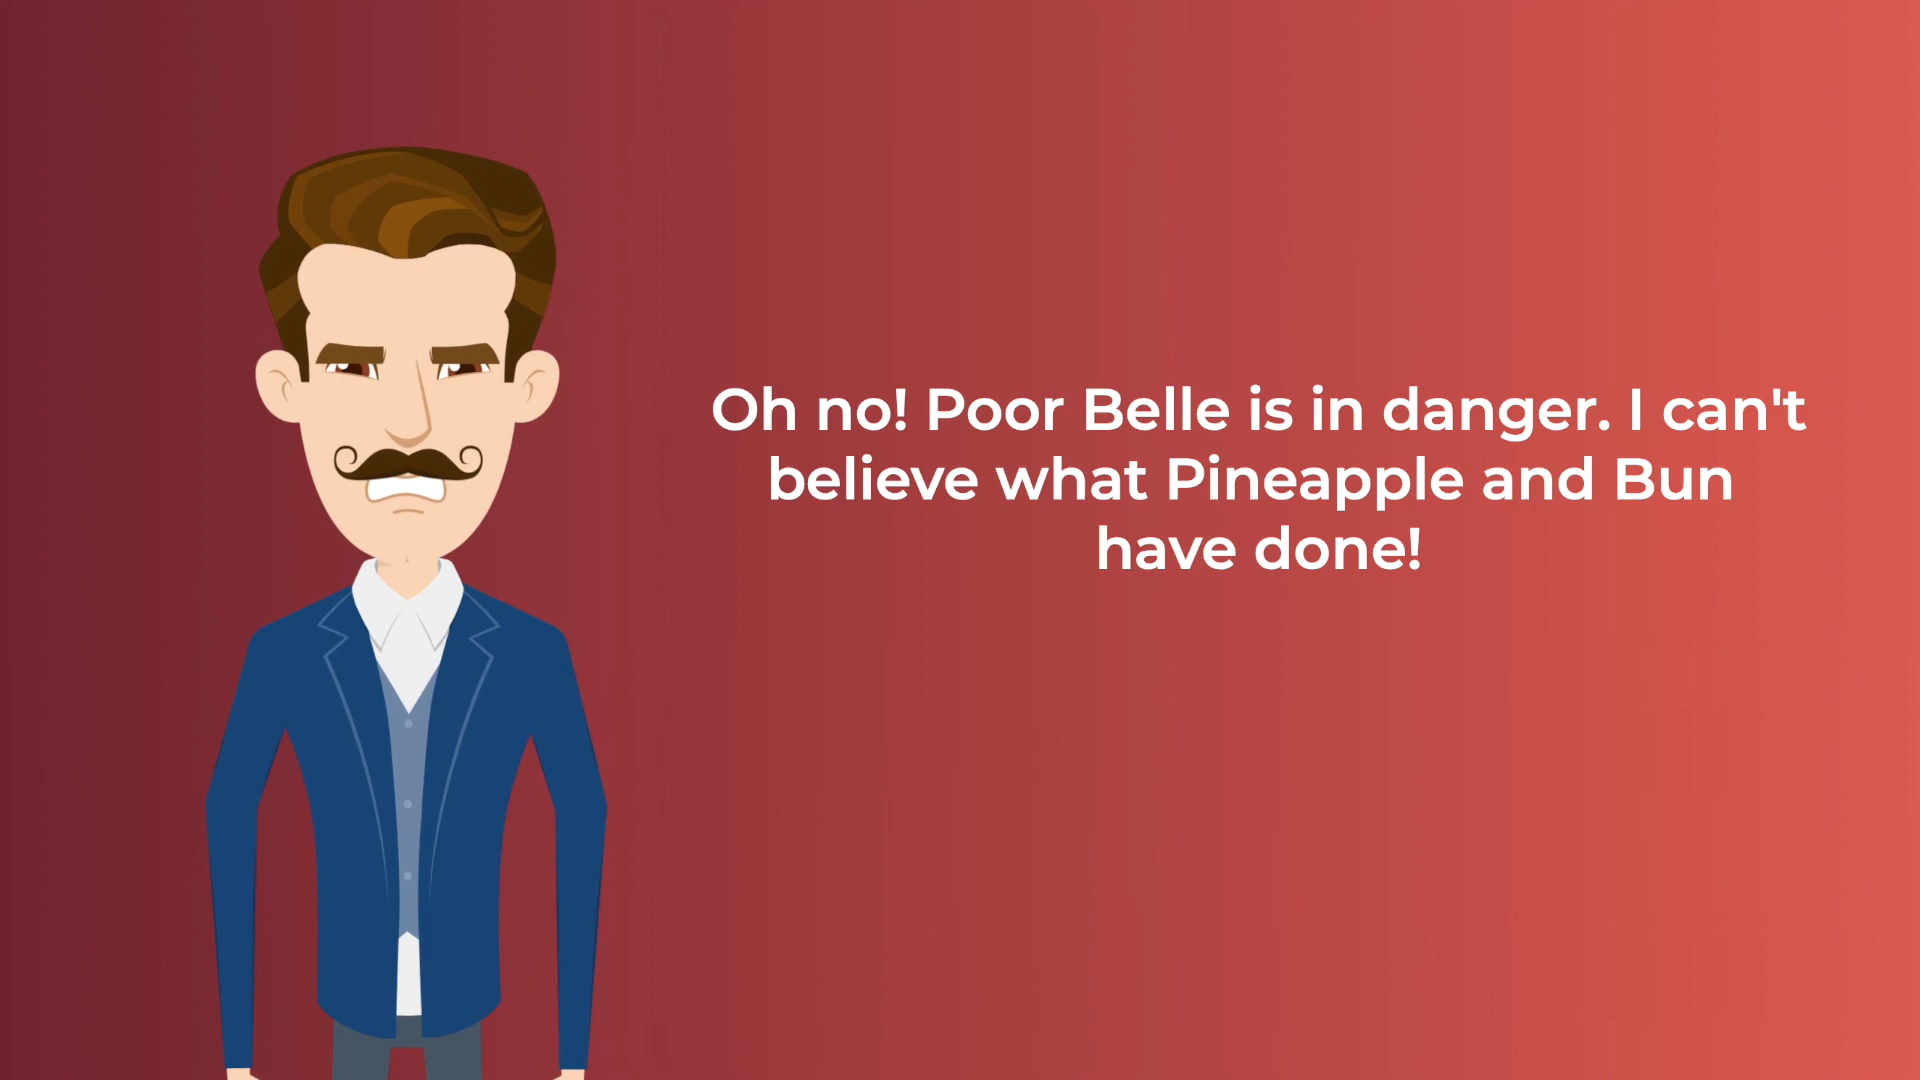 Oh no! Poor Belle is in danger. I can't
believe what Pineapple and Bun
have done!